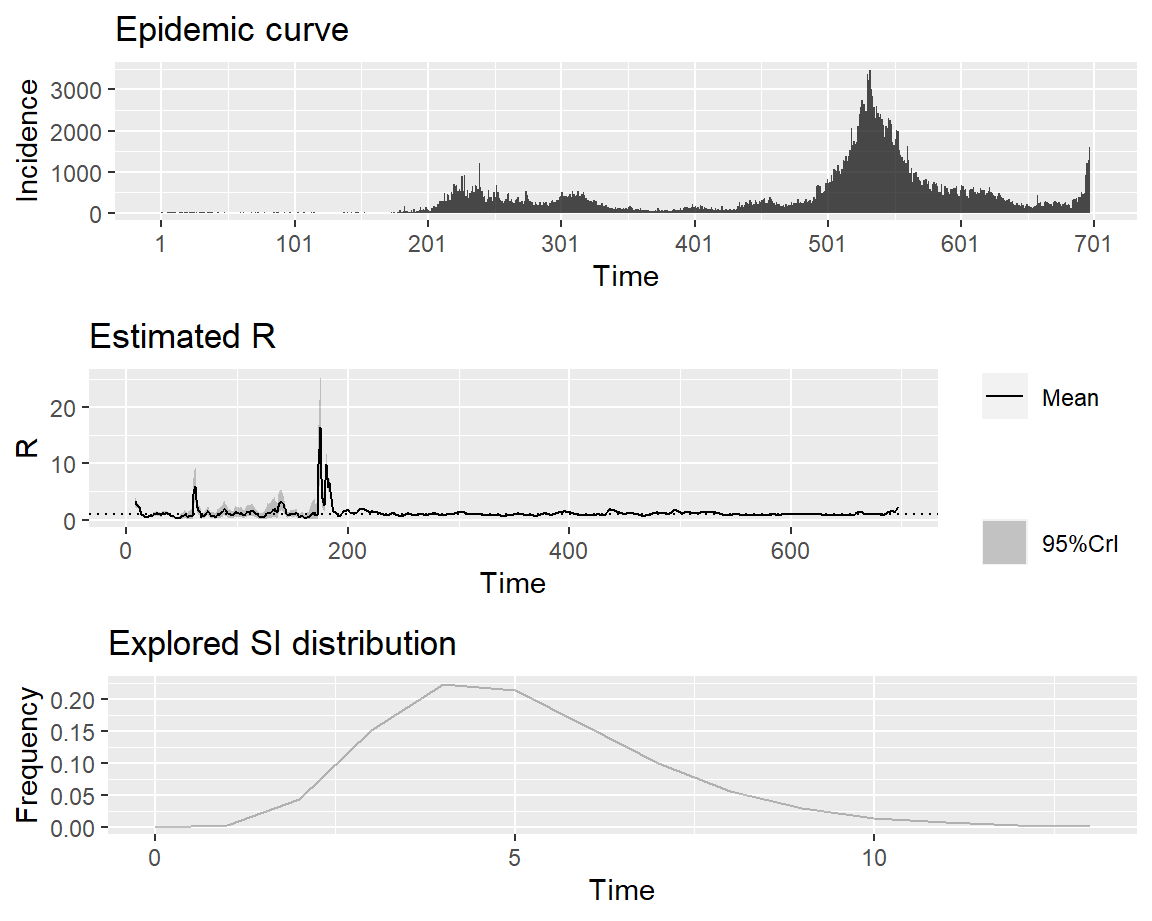 Epidemic curve
Incidence
3000
2000
1000
0
1 101 201 301 401 501 601 701
Time
Estimated R
R
20
10
0
0 200 400 600
Time
Mean
95%CrI
Explored SI distribution
Frequency
0.20
0.15
0.10
0.05
0.00
0 5 10
Time